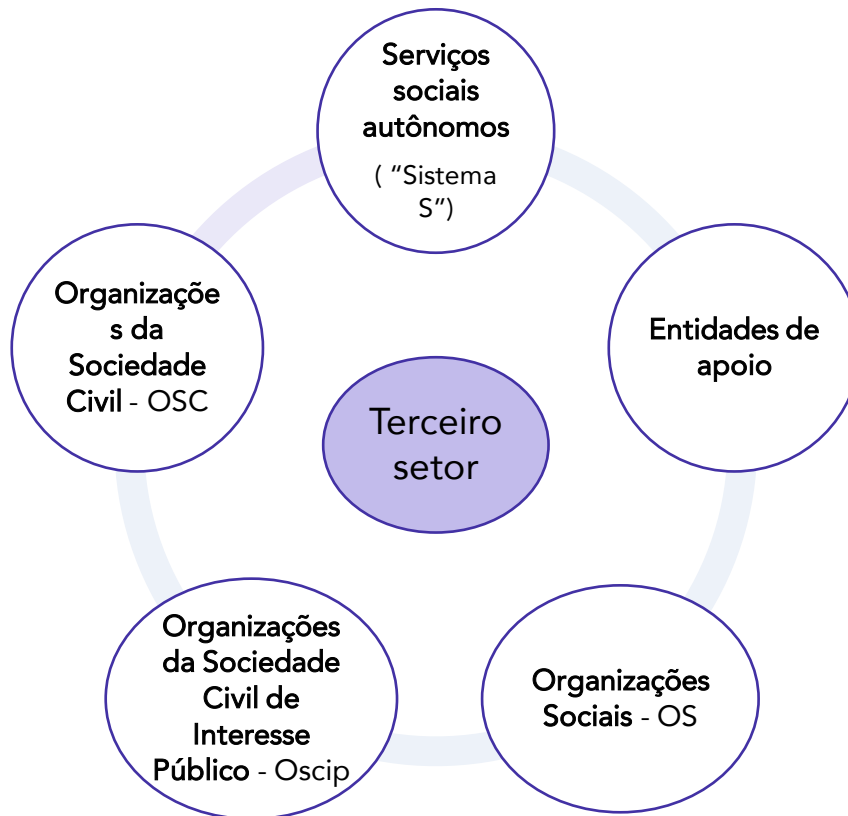 Serviços
sociais
autônomos
( “Sistema
S”)
Entidades de
apoio
Organizações
Sociais - OS
Organizações
da Sociedade
Civil de
Interesse
Público - Oscip
Organizaçõe
s da
Sociedade
Civil - OSC
Terceiro
setor